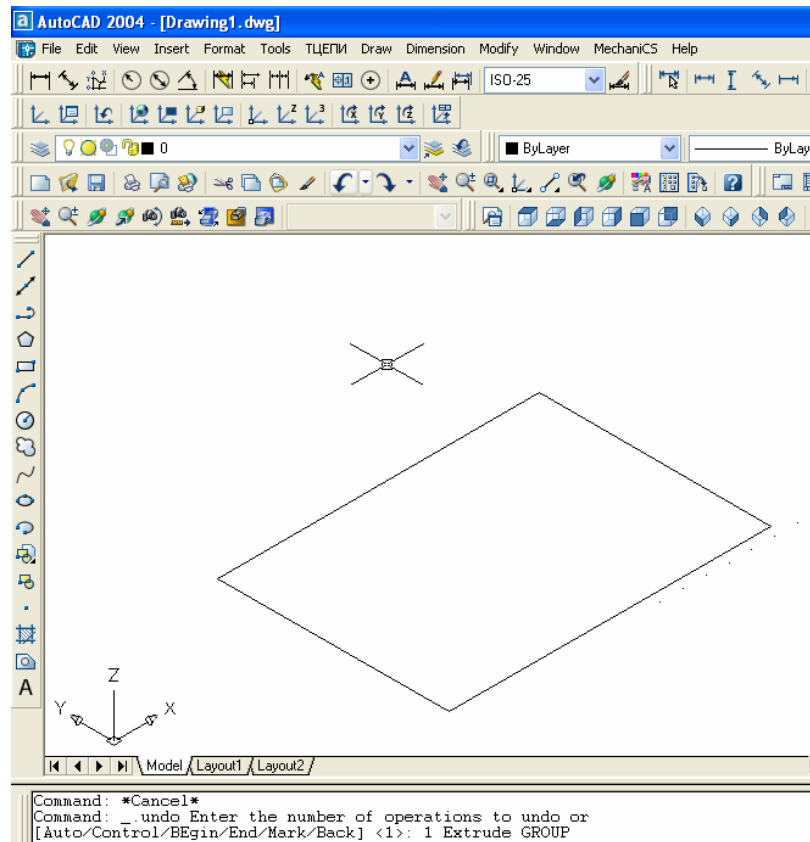 AutoCAD 2004 - [Drawing1.dwg]
File Edit View Insert Format Tools ТЦЕПИ Draw Dimension Modify Window MechaniCS Help
ISO-25
0 ByLayer ByLay
Z
Y X
Model Layout1 Layout2
Command: *Cancel*
Command: _.undo Enter the number of operations to undo or
[Auto/Control/BEgin/End/Mark/Back] <1>: 1 Extrude GROUP